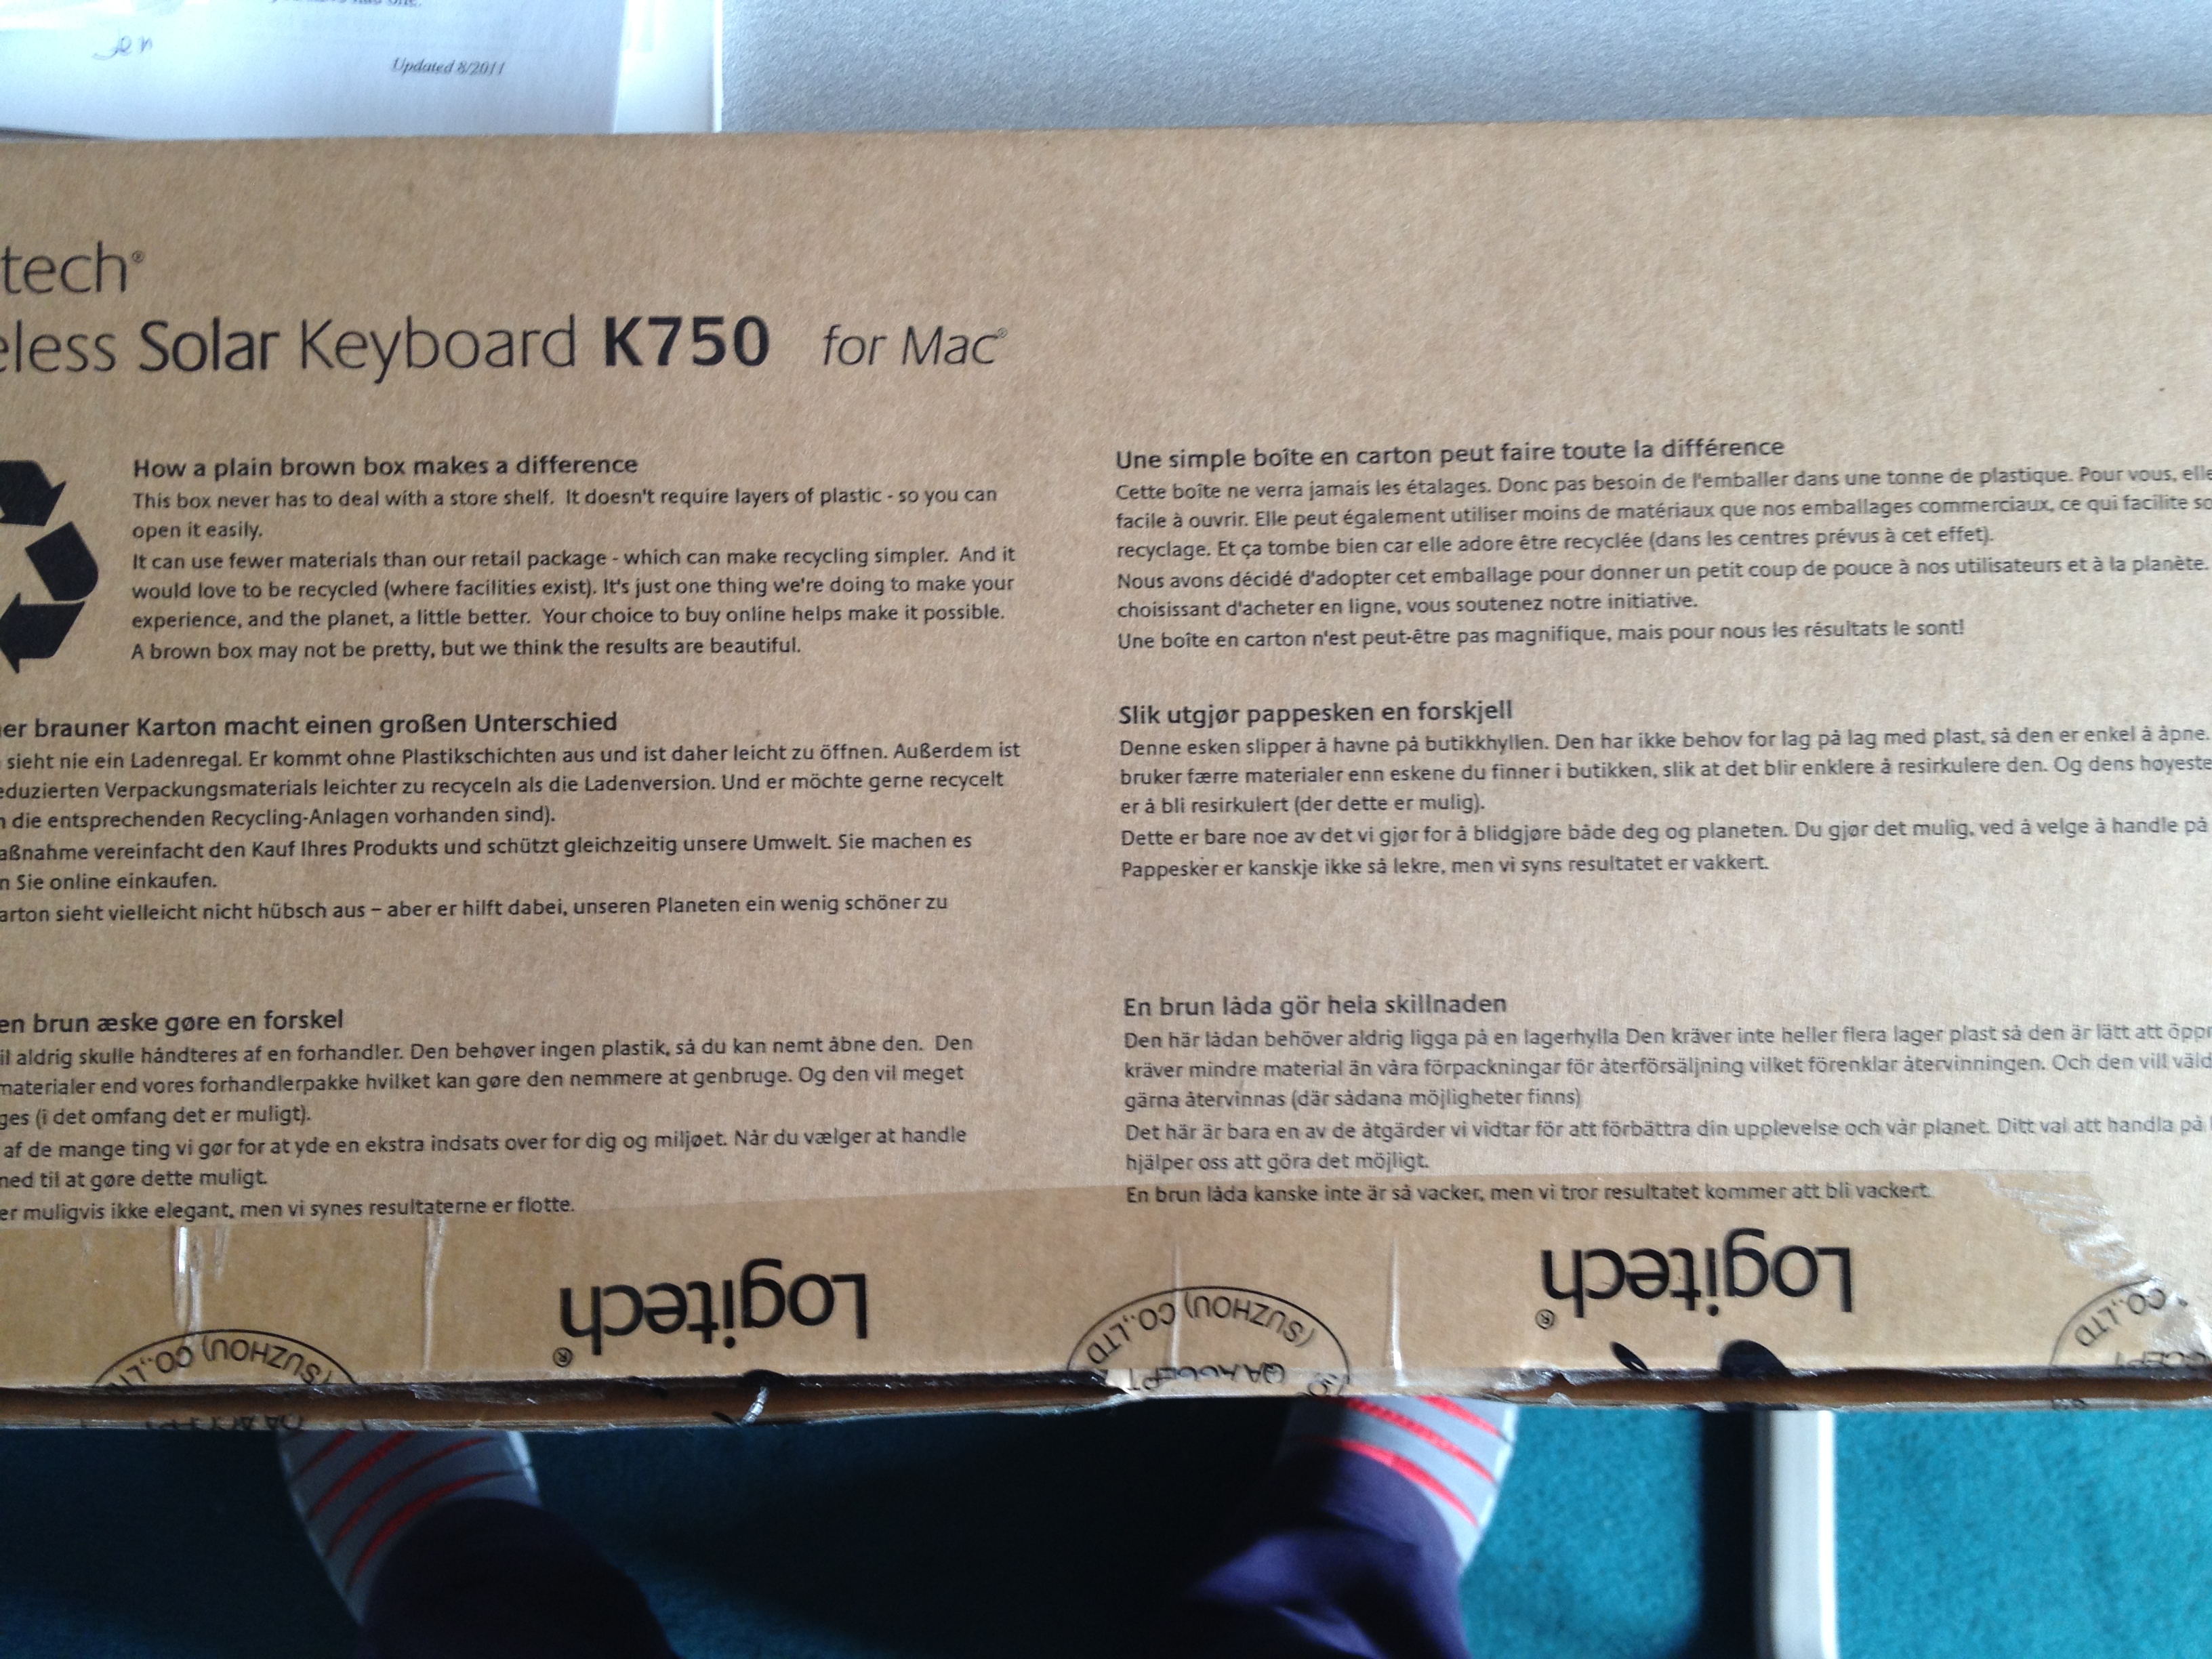 Updated 8/2011
tech®
eless Solar Keyboard K750 for Mac®
How a plain brown box makes a difference
This box never has to deal with a store shelf. It doesn't require layers of plastic - so you can
open it easily.
It can use fewer materials than our retail package - which can make recycling simpler. And it
would love to be recycled (where facilities exist). It's just one thing we're doing to make your
experience, and the planet, a little better. Your choice to buy online helps make it possible.
A brown box may not be pretty, but we think the results are beautiful.
Une simple boîte en carton peut faire toute la différence
Cette boîte ne verra jamais les étalages. Donc pas besoin de l'emballer dans une tonne de plastique. Pour vous, elle
facile à ouvrir. Elle peut également utiliser moins de matériaux que nos emballages commerciaux, ce qui facilite so
recyclage. Et ça tombe bien car elle adore être recyclée (dans les centres prévus à cet effet).
Nous avons décidé d'adopter cet emballage pour donner un petit coup de pouce à nos utilisateurs et à la planète.
choisissant d'acheter en ligne, vous soutenez notre initiative.
Une boîte en carton n'est peut-être pas magnifique, mais pour nous les résultats le sont!
er brauner Karton macht einen großen Unterschied
sieht nie ein Ladenregal. Er kommt ohne Plastikschichten aus und ist daher leicht zu öffnen. Außerdem ist
eduzierten Verpackungsmaterials leichter zu recyceln als die Ladenversion. Und er möchte gerne recycelt
n die entsprechenden Recycling-Anlagen vorhanden sind).
aßnahme vereinfacht den Kauf Ihres Produkts und schützt gleichzeitig unsere Umwelt. Sie machen es
n Sie online einkaufen.
arton sieht vielleicht nicht hübsch aus – aber er hilft dabei, unseren Planeten ein wenig schöner zu
Slik utgjør pappesken en forskjell
Denne esken slipper å havne på butikkhyllen. Den har ikke behov for lag på lag med plast, så den er enkel å åpne.
bruker færre materialer enn eskene du finner i butikken, slik at det blir enklere å resirkulere den. Og dens høyeste
er å bli resirkulert (der dette er mulig).
Dette er bare noe av det vi gjør for å blidgjøre både deg og planeten. Du gjør det mulig, ved å velge å handle på
Pappesker er kanskje ikke så lekre, men vi syns resultatet er vakkert.
en brun æske gøre en forskel
il aldrig skulle håndteres af en forhandler. Den behøver ingen plastik, så du kan nemt åbne den. Den
materialer end vores forhandlerpakke hvilket kan gøre den nemmere at genbruge. Og den vil meget
ges (i det omfang det er muligt).
af de mange ting vi gør for at yde en ekstra indsats over for dig og miljøet. Når du vælger at handle
ned til at gøre dette muligt.
er muligvis ikke elegant, men vi synes resultaterne er flotte.
En brun låda gör hela skillnaden
Den här lådan behöver aldrig ligga på en lagerhylla Den kräver inte heller flera lager plast så den är lätt att öppn
kräver mindre material än våra förpackningar för återförsäljning vilket förenklar återvinningen. Och den vill väld
gärna återvinnas (där sådana möjligheter finns)
Det här är bara en av de åtgärder vi vidtar för att förbättra din upplevelse och vår planet. Ditt val att handla på
hjälper oss att göra det möjligt.
En brun låda kanske inte är så vacker, men vi tror resultatet kommer att bli vackert.
Logitech®
Logitech®
(SUZHOU) CO.,LT
(SUZHOU) CO.,LTD
CO.,LTD